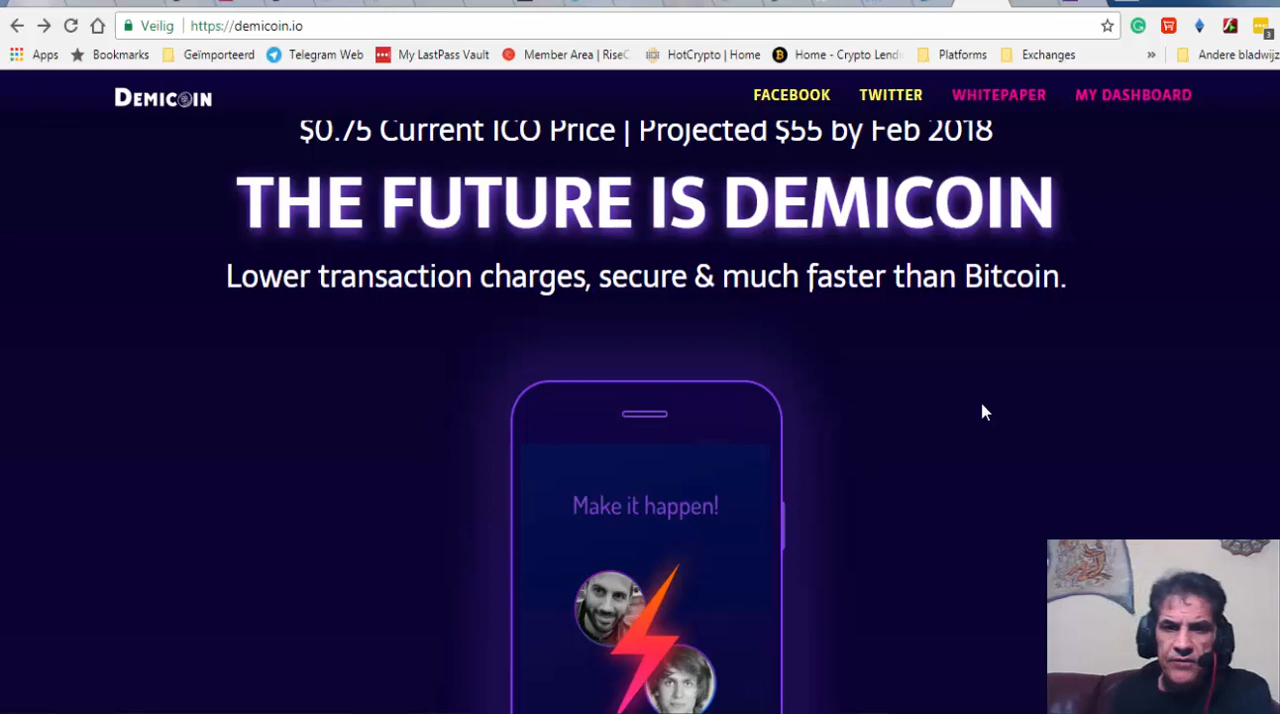 Veilig https://demicoin.io
3
Apps Bookmarks Geïmporteerd Telegram Web My LastPass Vault Member Area | RiseC HotCrypto | Home Home - Crypto Lend Platforms Exchanges » Andere bladwijz
DEMICOIN FACEBOOK TWITTER WHITEPAPER MY DASHBOARD
$0.75 Current ICO Price | Projected $55 by Feb 2018
THE FUTURE IS DEMICOIN
Lower transaction charges, secure & much faster than Bitcoin.
Make it happen!